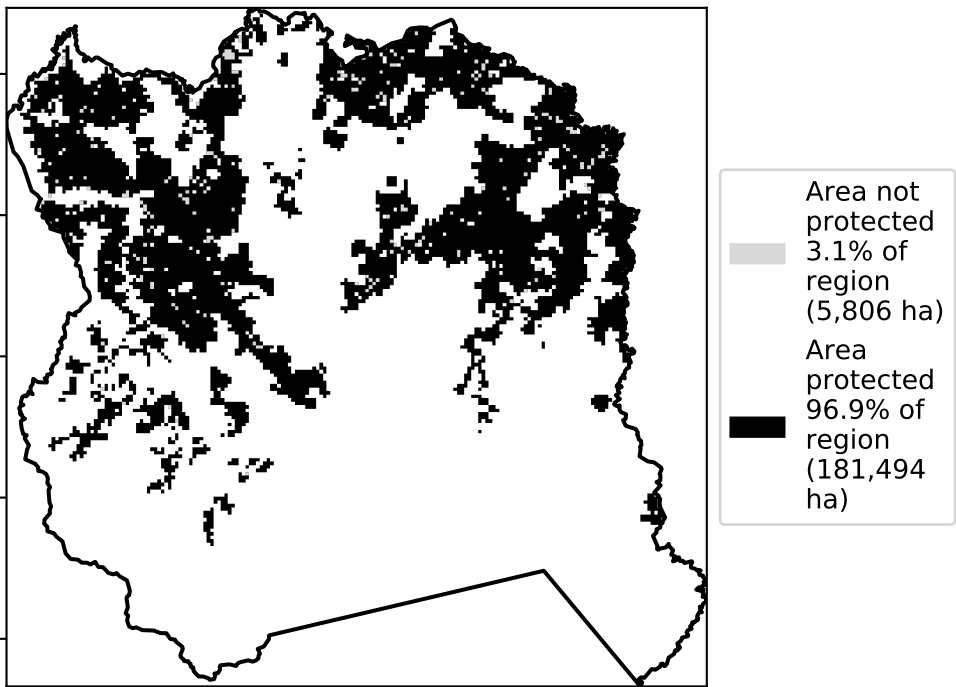 Area not
protected
3.1% of
region
(5,806 ha)
Area
protected
96.9% of
region
(181,494
ha)